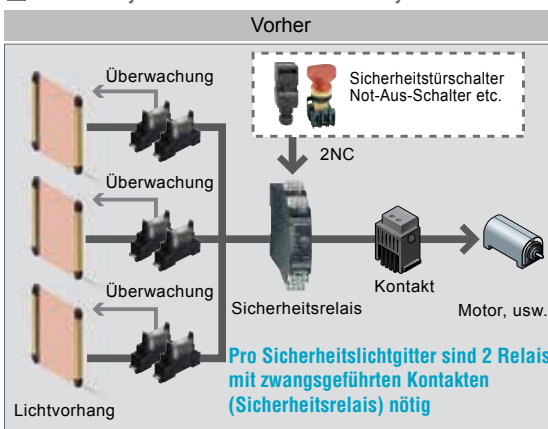 Vorher
Überwachung
Sicherheitstürschalter
Not-Aus-Schalter etc.
2NC
Überwachung
Überwachung
Sicherheitsrelais
Kontakt
Motor, usw.
Pro Sicherheitslichtgitter sind 2 Relais
mit zwangsgeführten Kontakten
(Sicherheitsrelais) nötig
Lichtvorhang